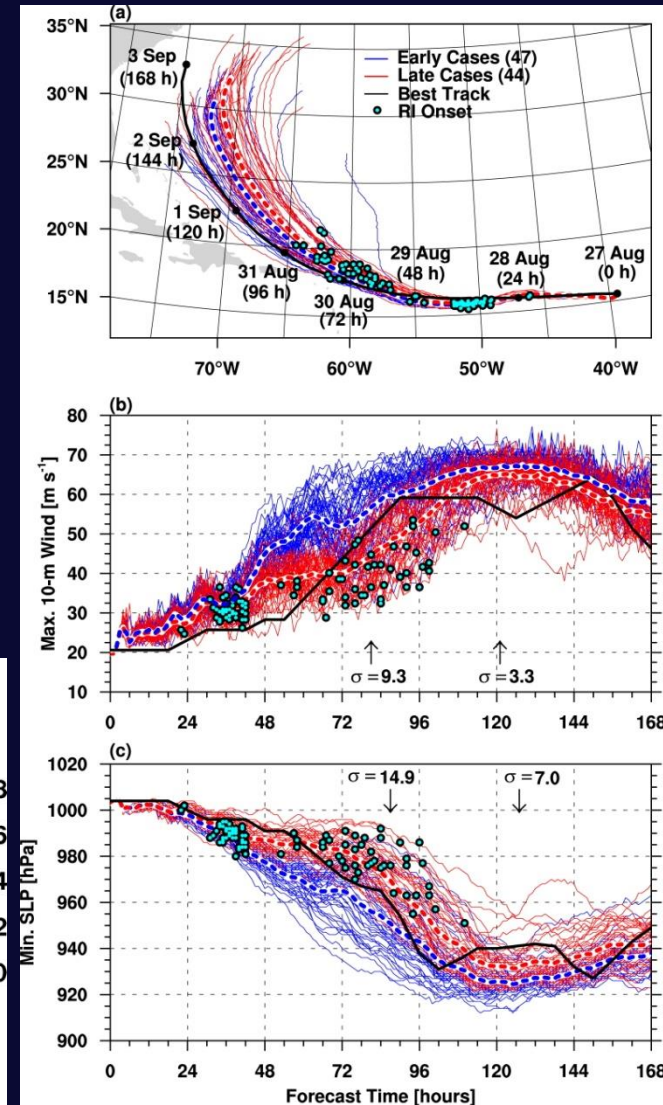 (a)
35°N
30°N
25°N
20°N
15°N
3 Sep
(168 h)
2 Sep
(144 h)
1 Sep
(120 h)
31 Aug
(96 h)
30 Aug
(72 h)
29 Aug
(48 h)
28 Aug
(24 h)
27 Aug
(0 h)
Early Cases (47)
Late Cases (44)
Best Track
RI Onset
70°W 60°W 50°W 40°W
(b)
Max. 10-m Wind [m s⁻¹]
80
70
60
50
40
30
20
10
σ = 9.3
σ = 3.3
0 24 48 72 96 120 144 168
(c)
Min. SLP [hPa]
1020
1000
980
960
940
920
900
σ = 14.9
σ = 7.0
0 24 48 72 96 120 144 168
Forecast Time [hours]